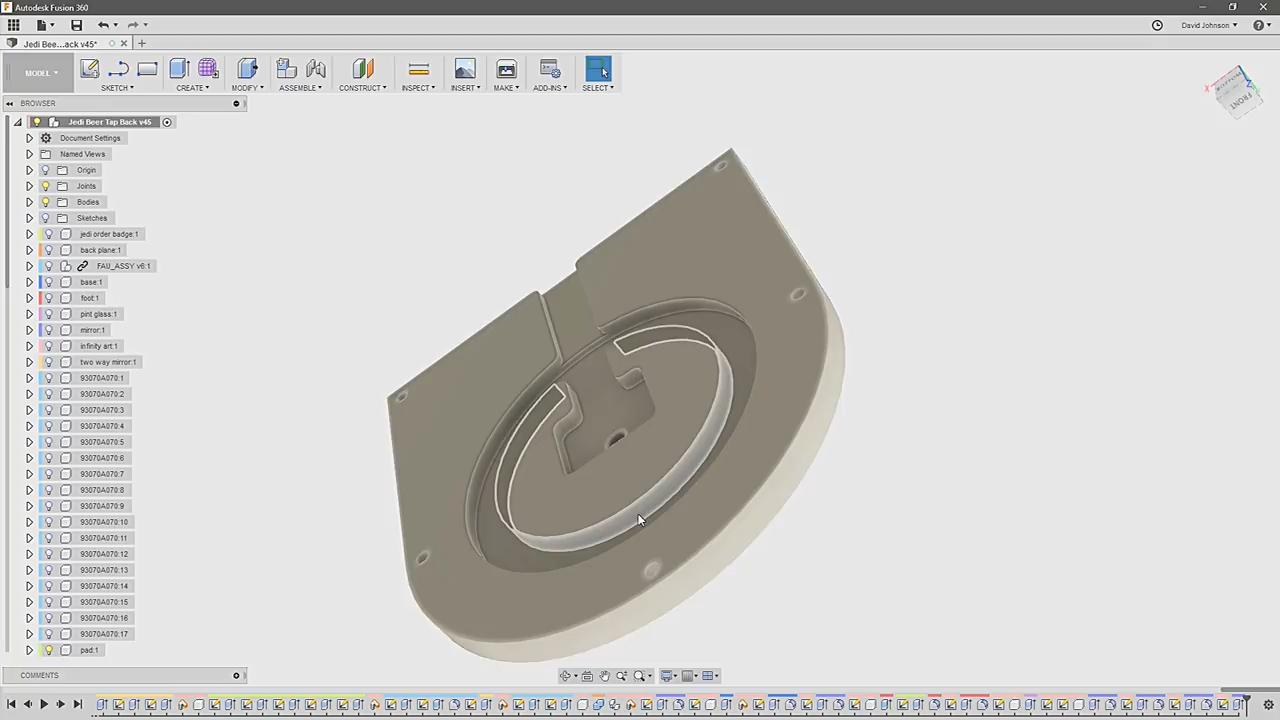 Autodesk Fusion 360
David Johnson
Jedi Bee...ack v45*
MODEL
SKETCH
CREATE
MODIFY
ASSEMBLE
CONSTRUCT
INSPECT
INSERT
MAKE
ADD-INS
SELECT
BROWSER
FRONT
Jedi Beer Tap Back v45
Document Settings
Named Views
Origin
Joints
Bodies
Sketches
jedi order badge:1
back plane:1
base:1
foot:1
pint glass:1
mirror:1
infinity art:1
two way mirror:1
93070A070:1
93070A070:2
93070A070:3
93070A070:4
93070A070:5
93070A070:6
93070A070:7
93070A070:8
93070A070:9
93070A070:10
93070A070:11
93070A070:12
93070A070:13
93070A070:14
93070A070:15
93070A070:16
93070A070:17
pad:1
COMMENTS